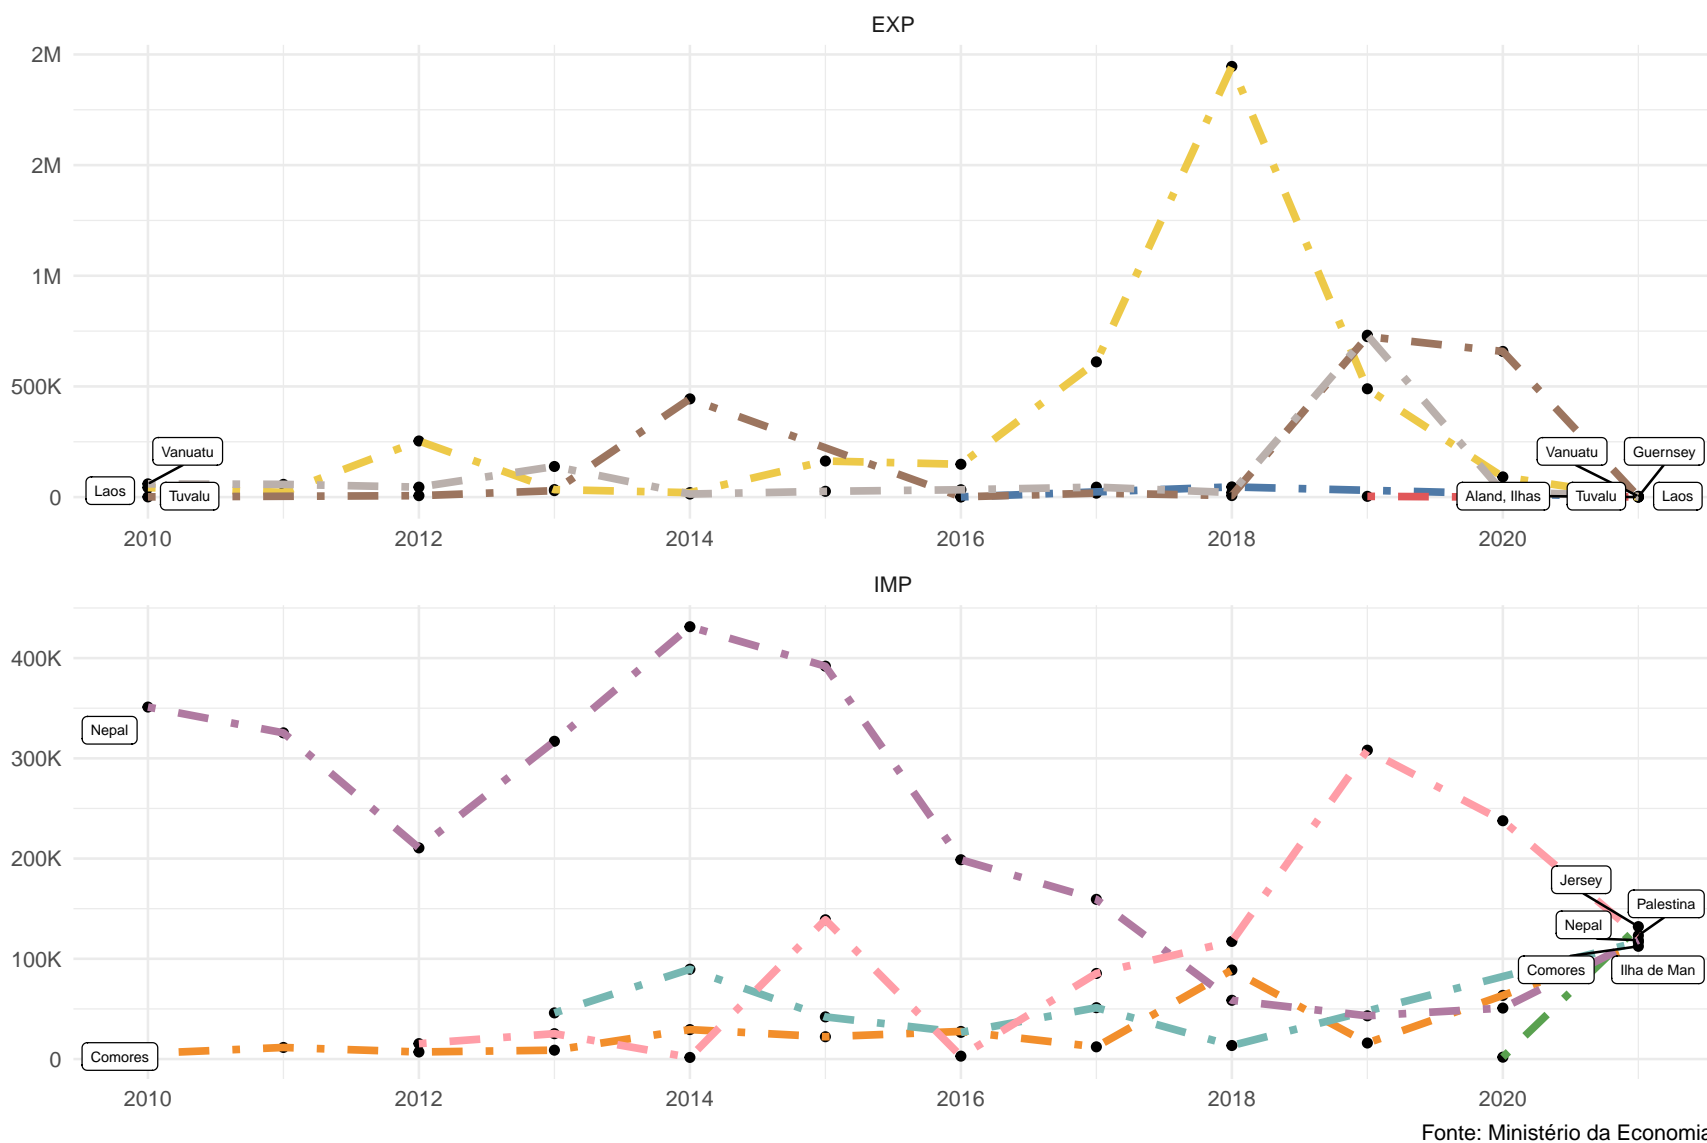 EXP
2M
2M
1M
500K
0
Vanuatu
Laos
Tuvalu
Vanuatu
Guernsey
Aland, Ilhas
Tuvalu
Laos
2010
2012
2014
2016
2018
2020
IMP
400K
300K
200K
100K
0
Nepal
Comores
Jersey
Palestina
Nepal
Comores
Ilha de Man
2010
2012
2014
2016
2018
2020
Fonte: Ministério da Economia